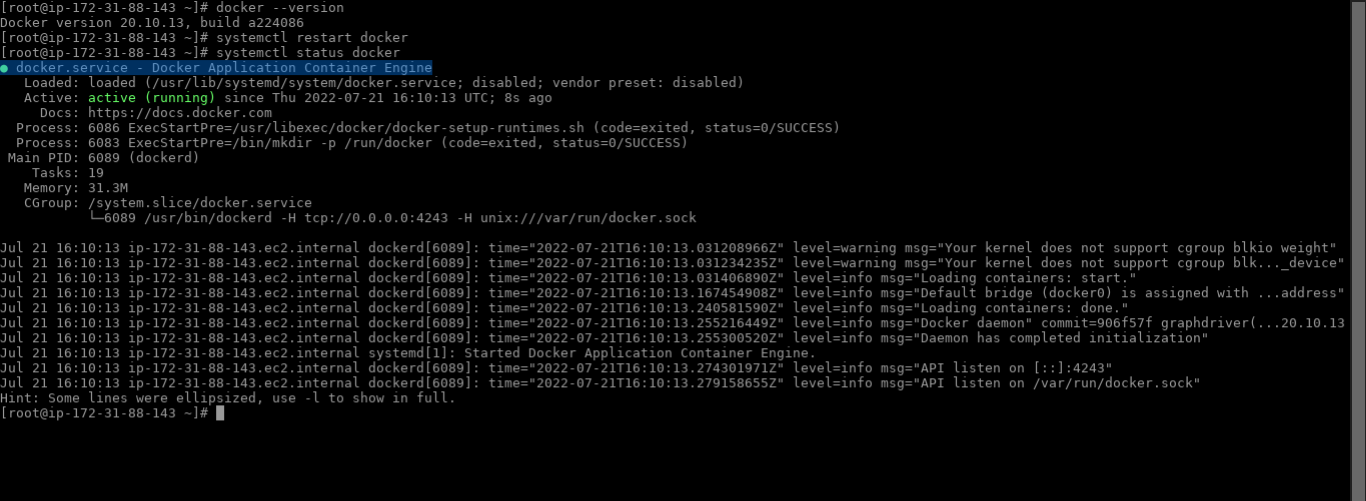 [root@ip-172-31-88-143 ~]# docker --version
Docker version 20.10.13, build a224086
[root@ip-172-31-88-143 ~]# systemctl restart docker
[root@ip-172-31-88-143 ~]# systemctl status docker
● docker.service - Docker Application Container Engine
   Loaded: loaded (/usr/lib/systemd/system/docker.service; disabled; vendor preset: disabled)
   Active: active (running) since Thu 2022-07-21 16:10:13 UTC; 8s ago
     Docs: https://docs.docker.com
  Process: 6086 ExecStartPre=/usr/libexec/docker/docker-setup-runtimes.sh (code=exited, status=0/SUCCESS)
  Process: 6083 ExecStartPre=/bin/mkdir -p /run/docker (code=exited, status=0/SUCCESS)
 Main PID: 6089 (dockerd)
    Tasks: 19
   Memory: 31.3M
   CGroup: /system.slice/docker.service
           └─6089 /usr/bin/dockerd -H tcp://0.0.0.0:4243 -H unix:///var/run/docker.sock

Jul 21 16:10:13 ip-172-31-88-143.ec2.internal dockerd[6089]: time="2022-07-21T16:10:13.031208966Z" level=warning msg="Your kernel does not support cgroup blkio weight"
Jul 21 16:10:13 ip-172-31-88-143.ec2.internal dockerd[6089]: time="2022-07-21T16:10:13.031234235Z" level=warning msg="Your kernel does not support cgroup blk..._device"
Jul 21 16:10:13 ip-172-31-88-143.ec2.internal dockerd[6089]: time="2022-07-21T16:10:13.031406890Z" level=info msg="Loading containers: start."
Jul 21 16:10:13 ip-172-31-88-143.ec2.internal dockerd[6089]: time="2022-07-21T16:10:13.167454908Z" level=info msg="Default bridge (docker0) is assigned with ...address"
Jul 21 16:10:13 ip-172-31-88-143.ec2.internal dockerd[6089]: time="2022-07-21T16:10:13.240581590Z" level=info msg="Loading containers: done."
Jul 21 16:10:13 ip-172-31-88-143.ec2.internal dockerd[6089]: time="2022-07-21T16:10:13.255216449Z" level=info msg="Docker daemon" commit=906f57f graphdriver(...20.10.13
Jul 21 16:10:13 ip-172-31-88-143.ec2.internal dockerd[6089]: time="2022-07-21T16:10:13.255300520Z" level=info msg="Daemon has completed initialization"
Jul 21 16:10:13 ip-172-31-88-143.ec2.internal systemd[1]: Started Docker Application Container Engine.
Jul 21 16:10:13 ip-172-31-88-143.ec2.internal dockerd[6089]: time="2022-07-21T16:10:13.274301971Z" level=info msg="API listen on [::]:4243"
Jul 21 16:10:13 ip-172-31-88-143.ec2.internal dockerd[6089]: time="2022-07-21T16:10:13.279158655Z" level=info msg="API listen on /var/run/docker.sock"
Hint: Some lines were ellipsized, use -l to show in full.
[root@ip-172-31-88-143 ~]#